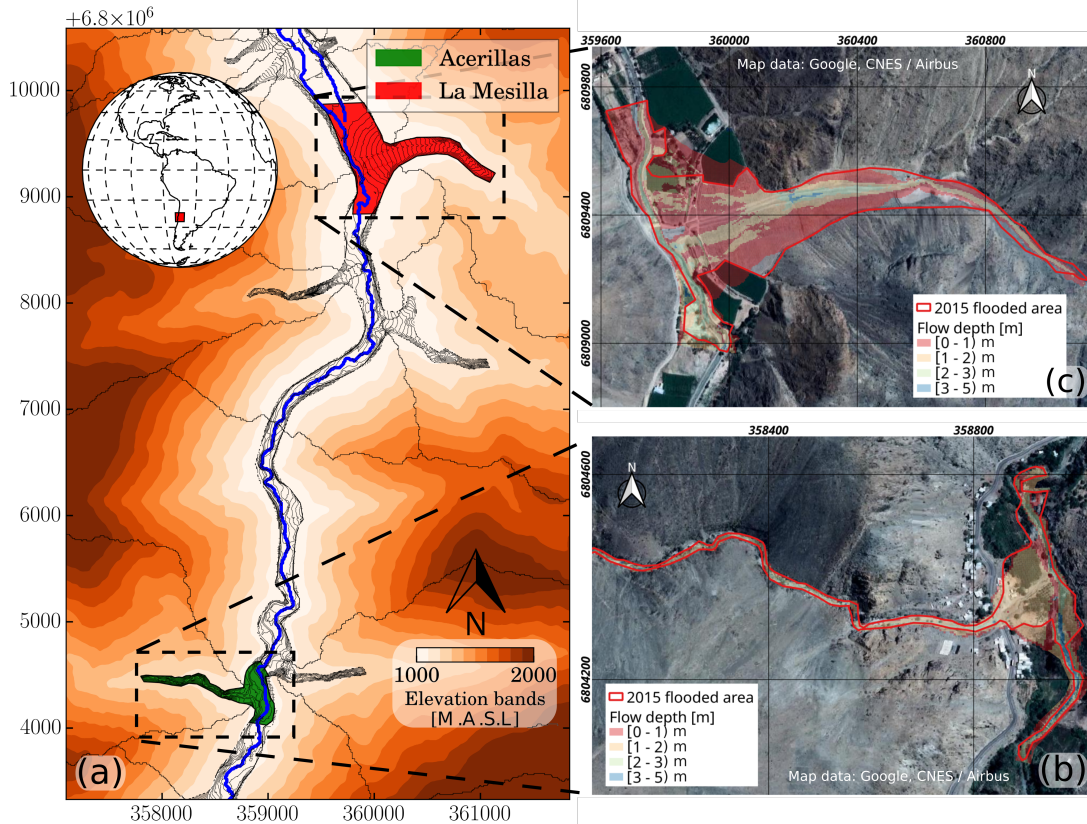 +6.8×10⁶
10000
9000
8000
7000
6000
5000
4000
358000
359000
360000
361000
Acerillas
La Mesilla
N
1000
2000
Elevation bands
[M.A.S.L]
(a)
359600
360000
360400
360800
6809800
6809400
6809000
Map data: Google, CNES / Airbus
N
2015 flooded area
Flow depth [m]
[0 - 1) m
[1 - 2) m
[2 - 3) m
[3 - 5) m
(c)
358400
358800
6804600
6804200
N
2015 flooded area
Flow depth [m]
[0 - 1) m
[1 - 2) m
[2 - 3) m
[3 - 5) m
Map data: Google, CNES / Airbus
(b)